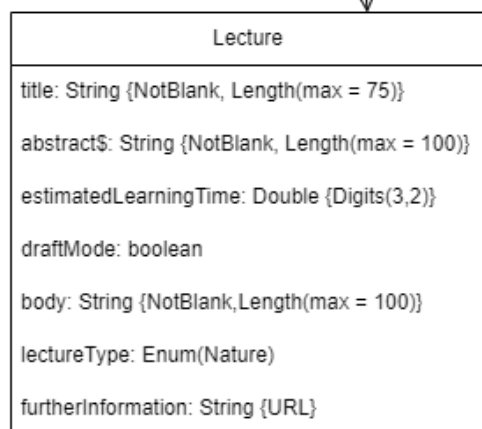 Lecture
title: String {NotBlank, Length(max = 75)}
abstract$: String {NotBlank, Length(max = 100)}
estimatedLearningTime: Double {Digits(3,2)}
draftMode: boolean
body: String {NotBlank,Length(max = 100)}
lectureType: Enum(Nature)
furtherInformation: String {URL}